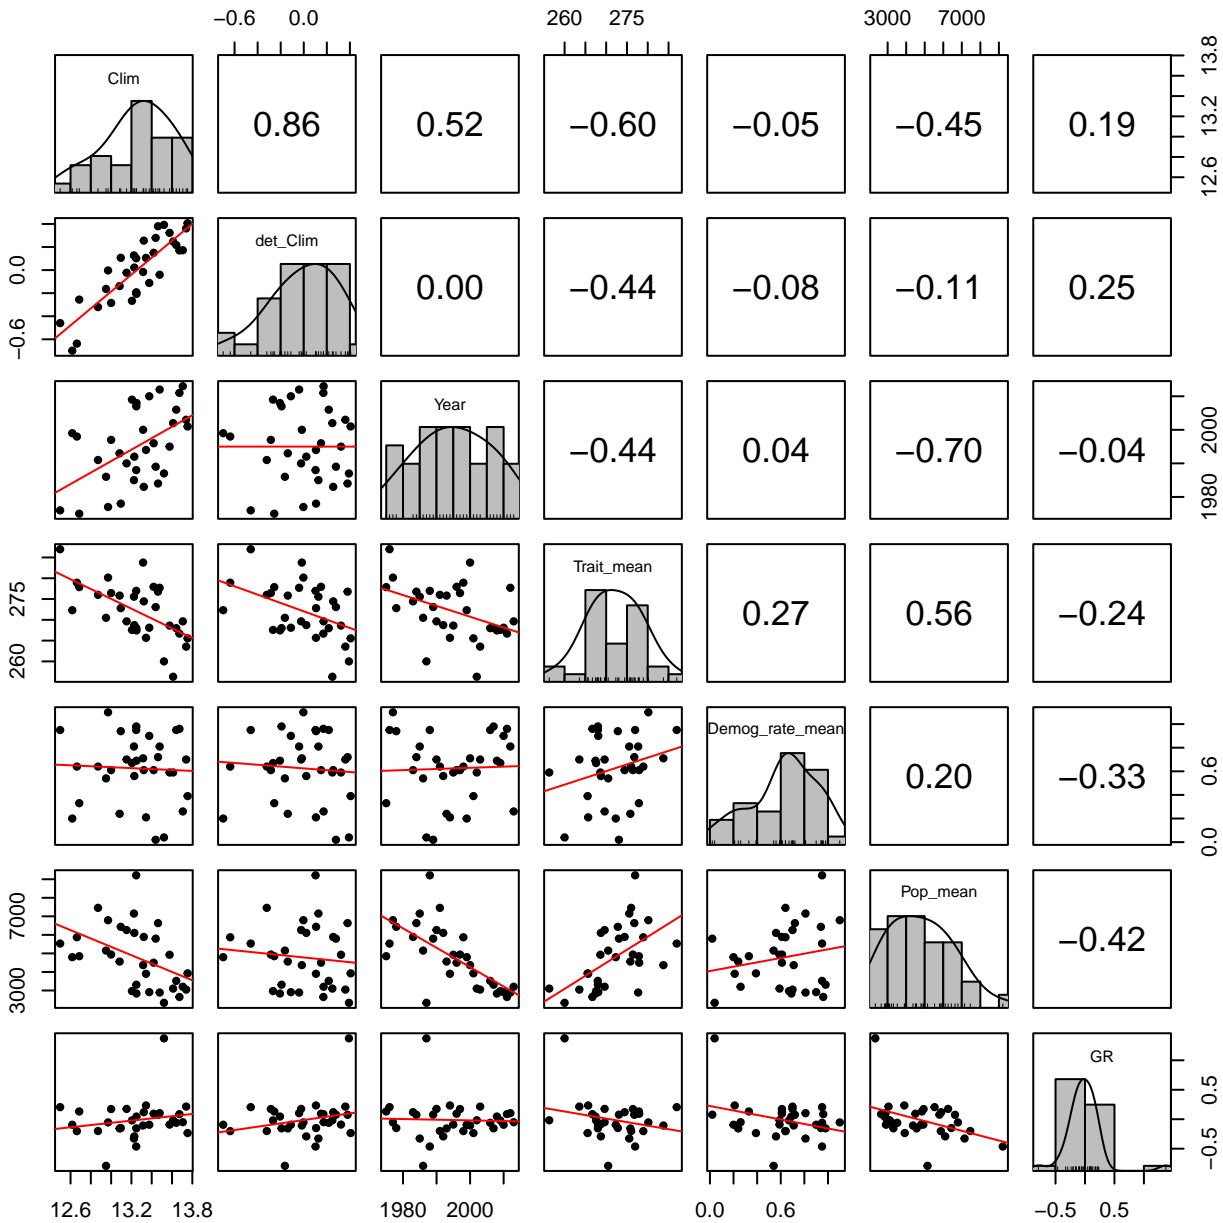 −0.6 0.0 260 275 3000 7000
Clim 0.86 0.52 −0.60 −0.05 −0.45 0.19 12.6 13.2 13.8
−0.6 0.0 det_Clim 0.00 −0.44 −0.08 −0.11 0.25
Year −0.44 0.04 −0.70 −0.04 1980 2000
260 275 Trait_mean 0.27 0.56 −0.24
Demog_rate_mean 0.20 −0.33 0.0 0.6
3000 7000 Pop_mean −0.42
GR −0.5 0.5
12.6 13.2 13.8 1980 2000 0.0 0.6 −0.5 0.5